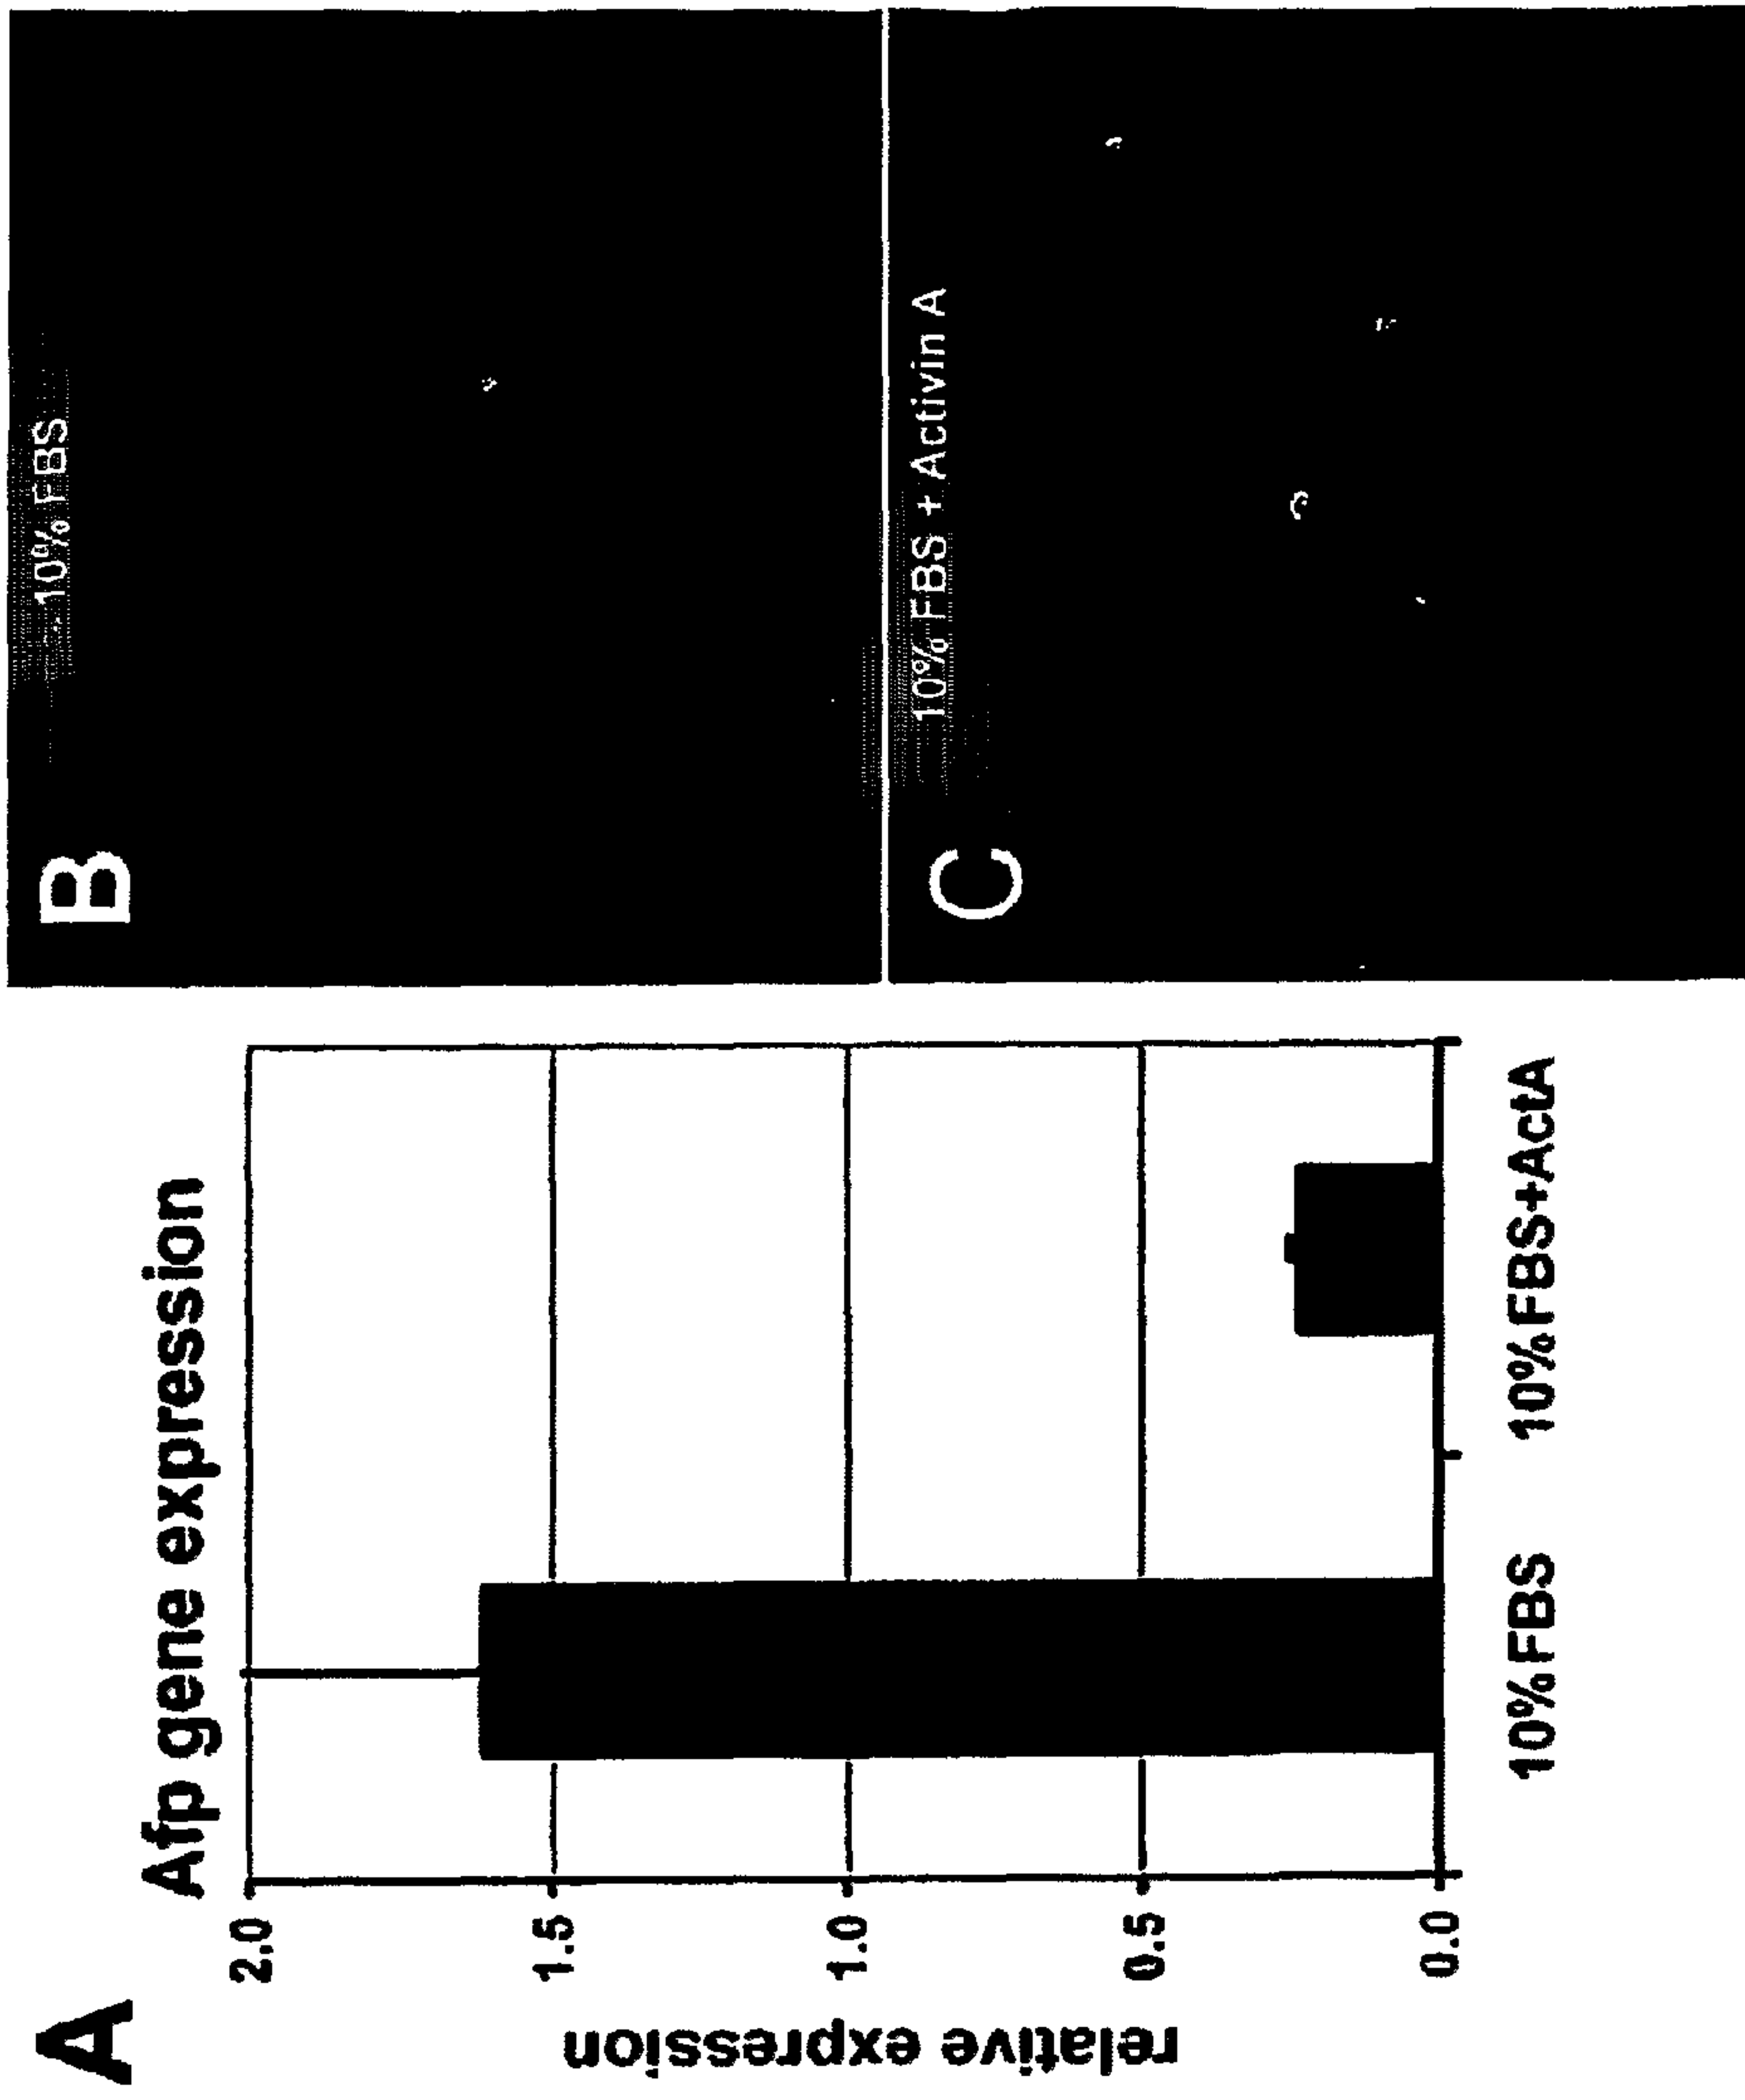 A
Afp gene expression
relative expression
2.0
1.5
1.0
0.5
0.0
10%FBS
10%FBS+ActA
B
10% FBS
C
10% FBS + Activin A